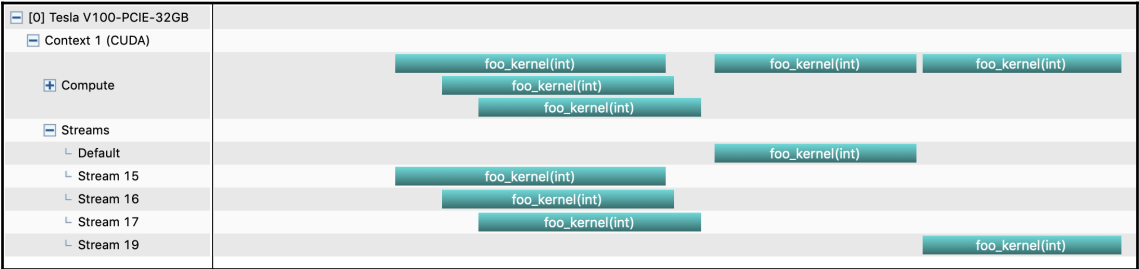 [0] Tesla V100-PCIE-32GB
Context 1 (CUDA)
foo_kernel(int) foo_kernel(int) foo_kernel(int)
Compute foo_kernel(int)
foo_kernel(int)
Streams
Default foo_kernel(int)
Stream 15 foo_kernel(int)
Stream 16 foo_kernel(int)
Stream 17 foo_kernel(int)
Stream 19 foo_kernel(int)